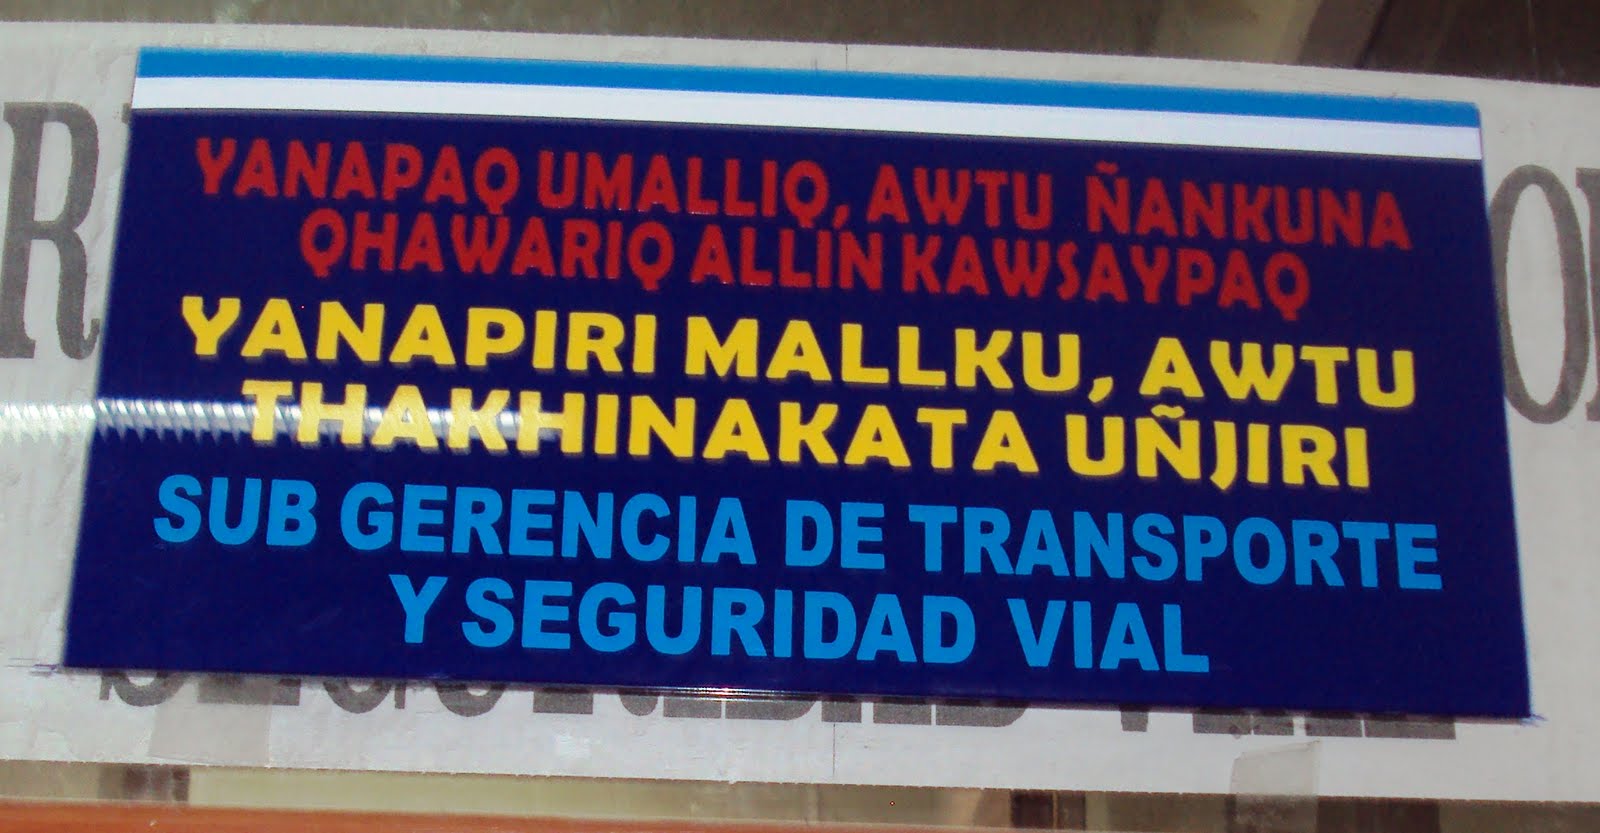 YANAPAQ UMALLIQ, AWTU ÑANKUNA
QHAWARIQ ALLIN KAWSAYPAQ
YANAPIRI MALLKU, AWTU
THAKHINAKATA UÑJIRI
SUB GERENCIA DE TRANSPORTE
Y SEGURIDAD VIAL